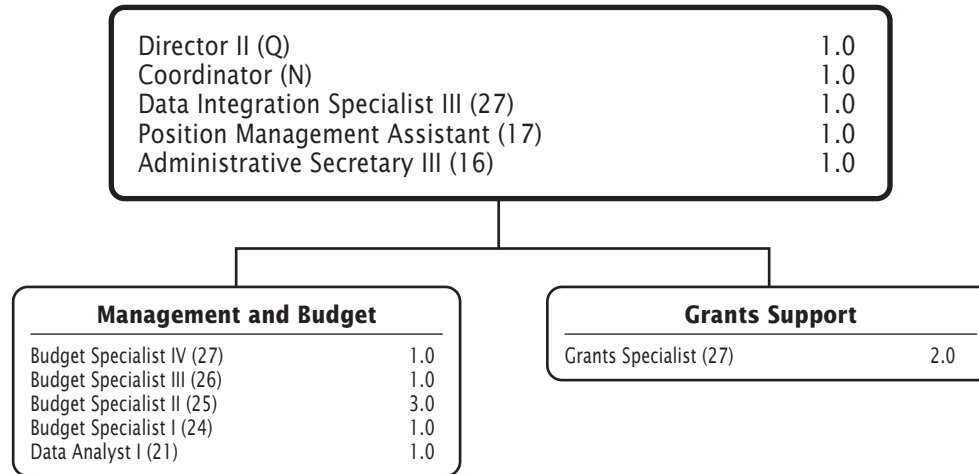 Director II (Q) 1.0
Coordinator (N) 1.0
Data Integration Specialist III (27) 1.0
Position Management Assistant (17) 1.0
Administrative Secretary III (16) 1.0
Management and Budget
Budget Specialist IV (27) 1.0
Budget Specialist III (26) 1.0
Budget Specialist II (25) 3.0
Budget Specialist I (24) 1.0
Data Analyst I (21) 1.0
Grants Support
Grants Specialist (27) 2.0